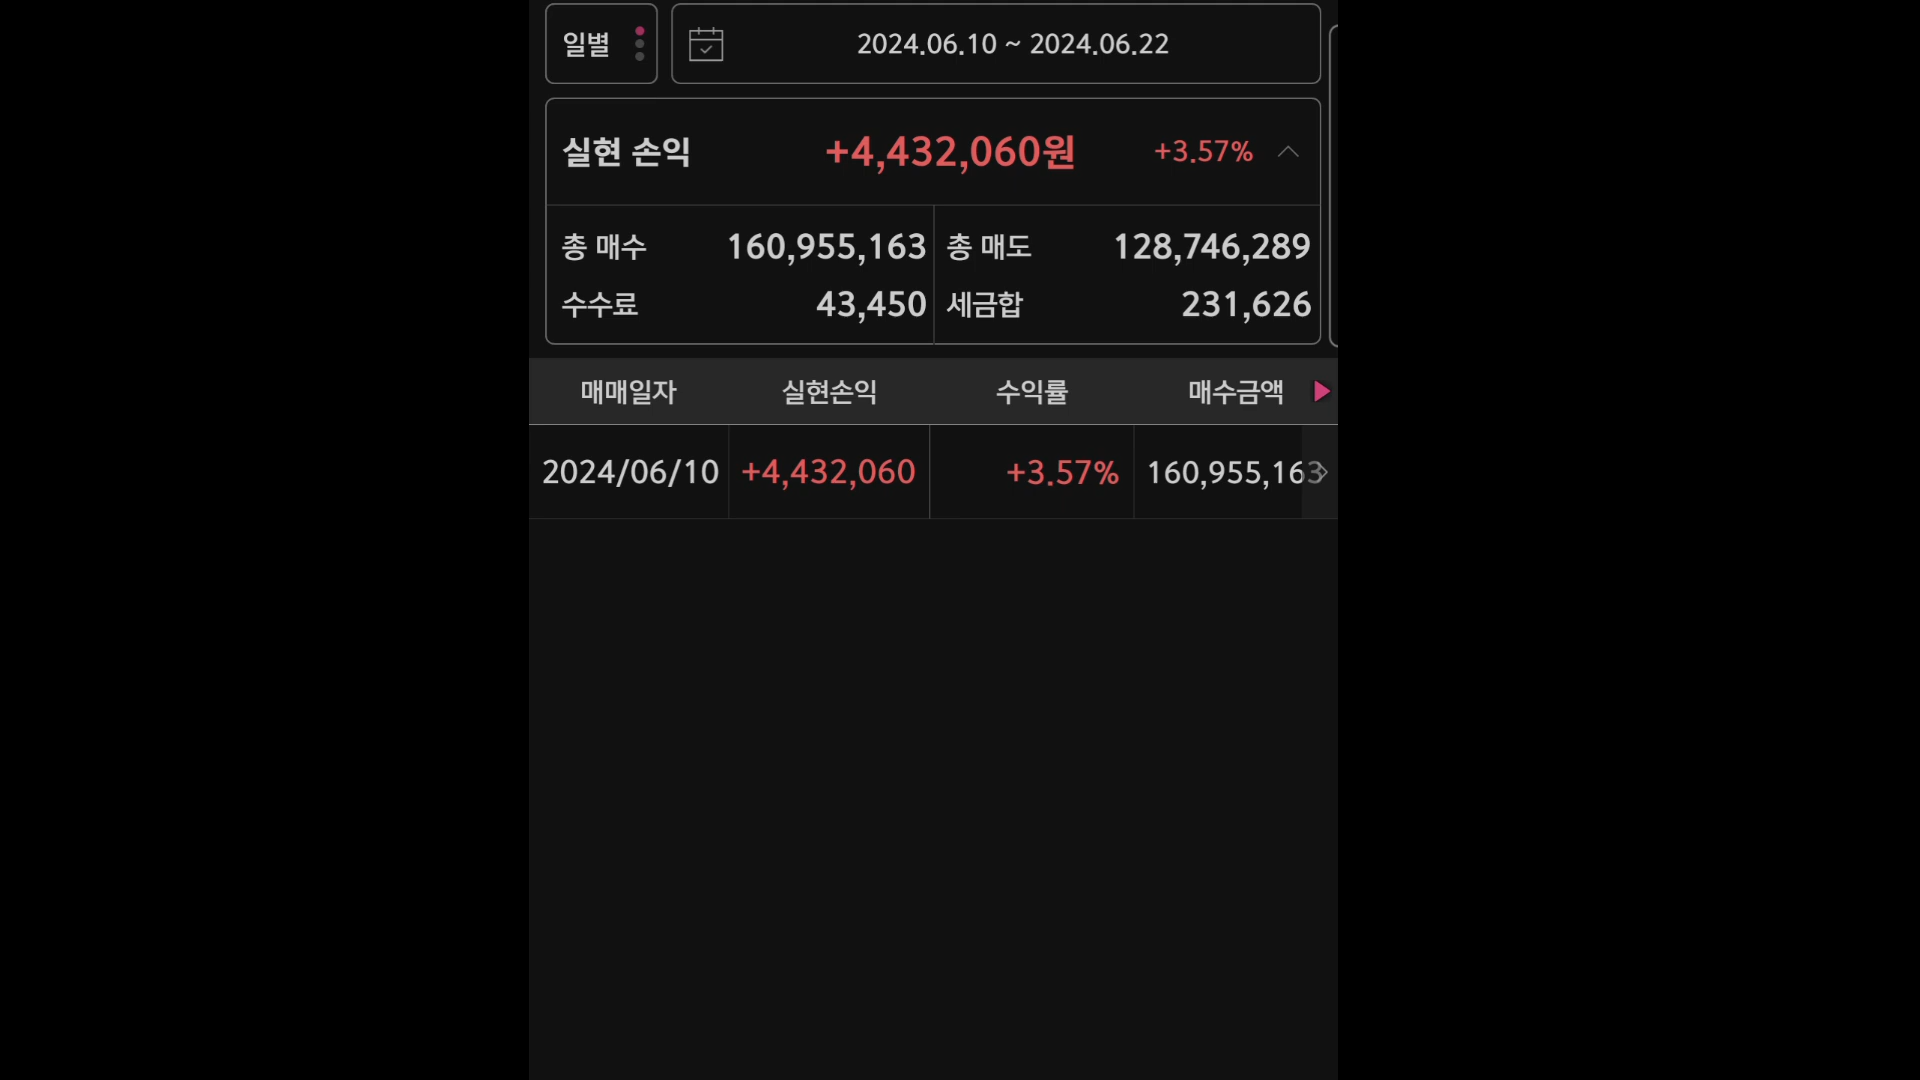 일별 2024.06.10 ~ 2024.06.22
실현 손익 +4,432,060원 +3.57%
총 매수 160,955,163 총 매도 128,746,289
수수료 43,450 세금합 231,626
매매일자 실현손익 수익률 매수금액
2024/06/10 +4,432,060 +3.57% 160,955,163